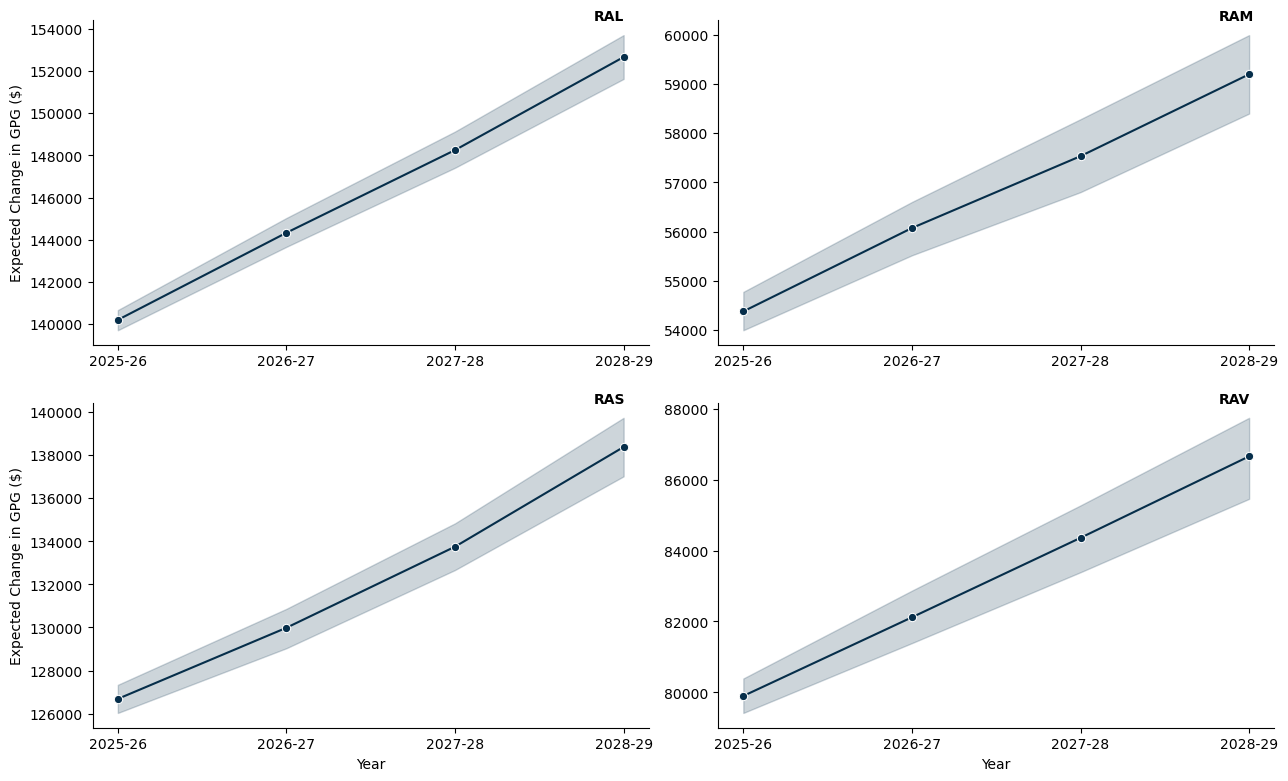 RAL
Expected Change in GPG ($)
154000
152000
150000
148000
146000
144000
142000
140000
2025-26 2026-27 2027-28 2028-29
RAM
60000
59000
58000
57000
56000
55000
54000
2025-26 2026-27 2027-28 2028-29
RAS
Expected Change in GPG ($)
140000
138000
136000
134000
132000
130000
128000
126000
2025-26 2026-27 2027-28 2028-29
Year
RAV
88000
86000
84000
82000
80000
2025-26 2026-27 2027-28 2028-29
Year